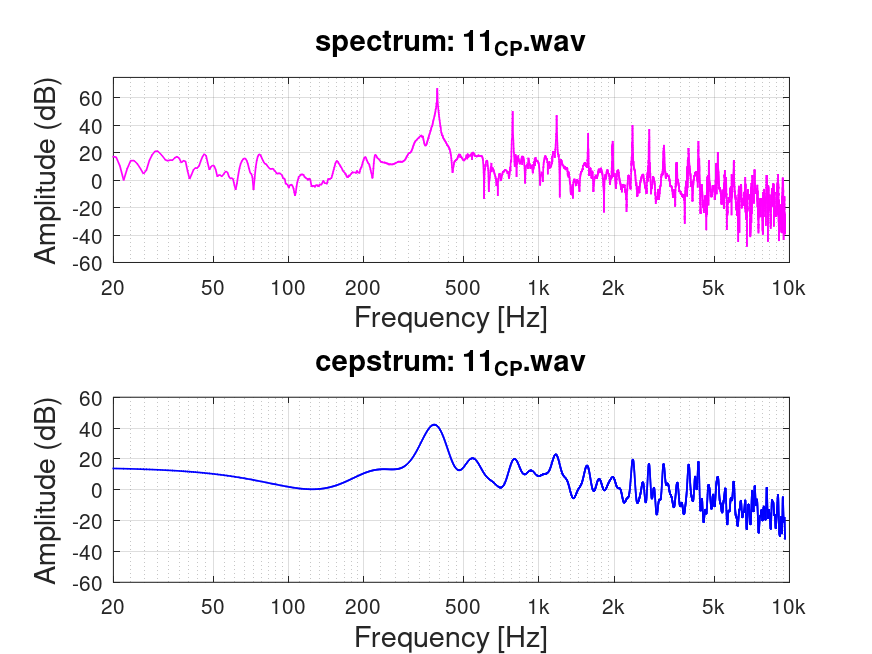 spectrum: 11CP.wav
Amplitude (dB)
60
40
20
0
-20
-40
-60
20 50 100 200 500 1k 2k 5k 10k
Frequency [Hz]
cepstrum: 11CP.wav
Amplitude (dB)
60
40
20
0
-20
-40
-60
20 50 100 200 500 1k 2k 5k 10k
Frequency [Hz]